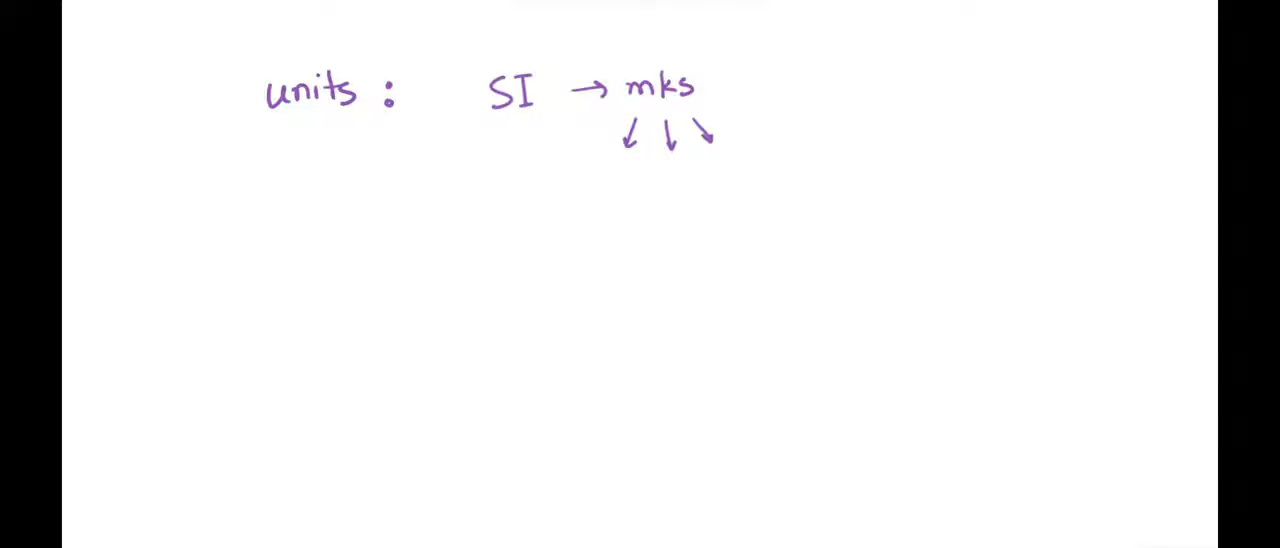 units : SI → mks
↙ ↓ ↘